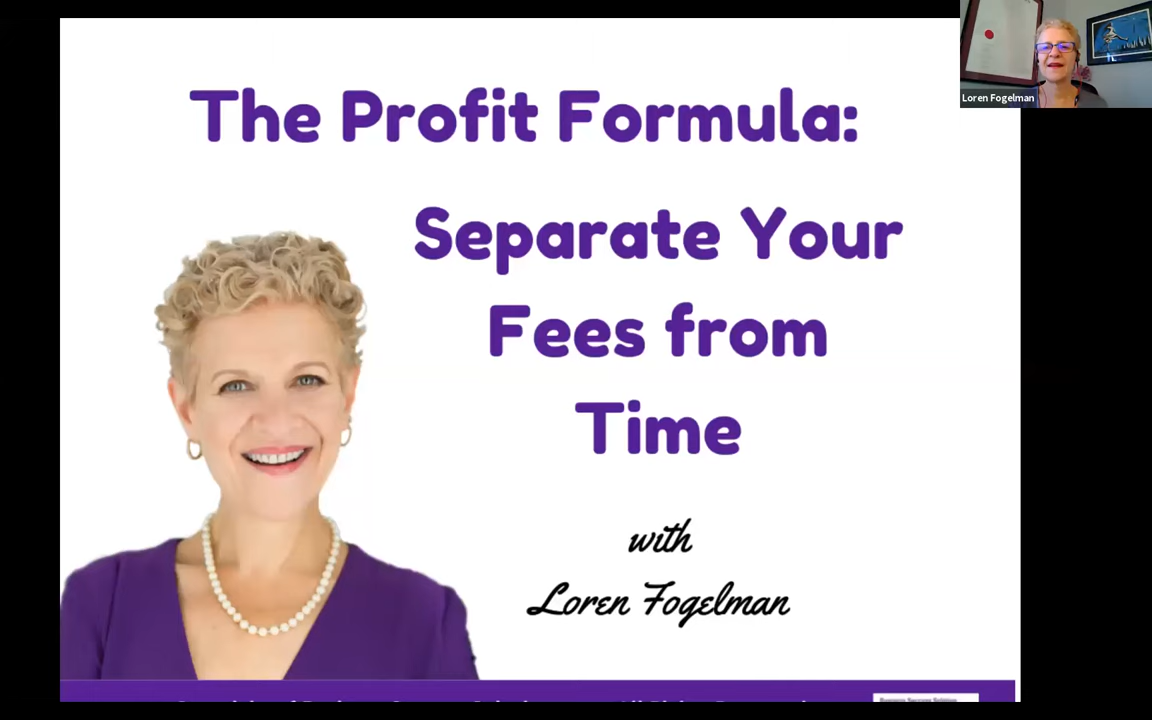 The Profit Formula:
Separate Your
Fees from
Time
with
Loren Fogelman
Loren Fogelman